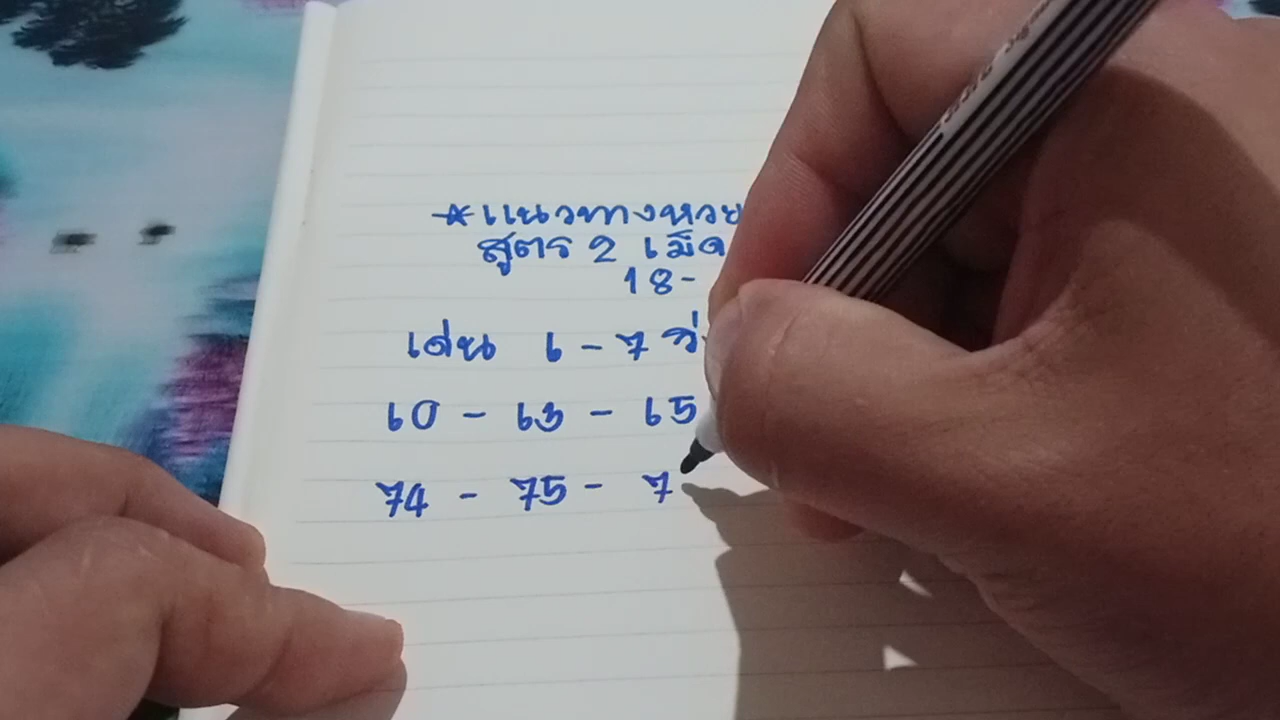 *แนวทางหวย
สูตร 2 เม็ด
18-
เด่น 6-7
60 - 63 - 65
74 - 75 - 7